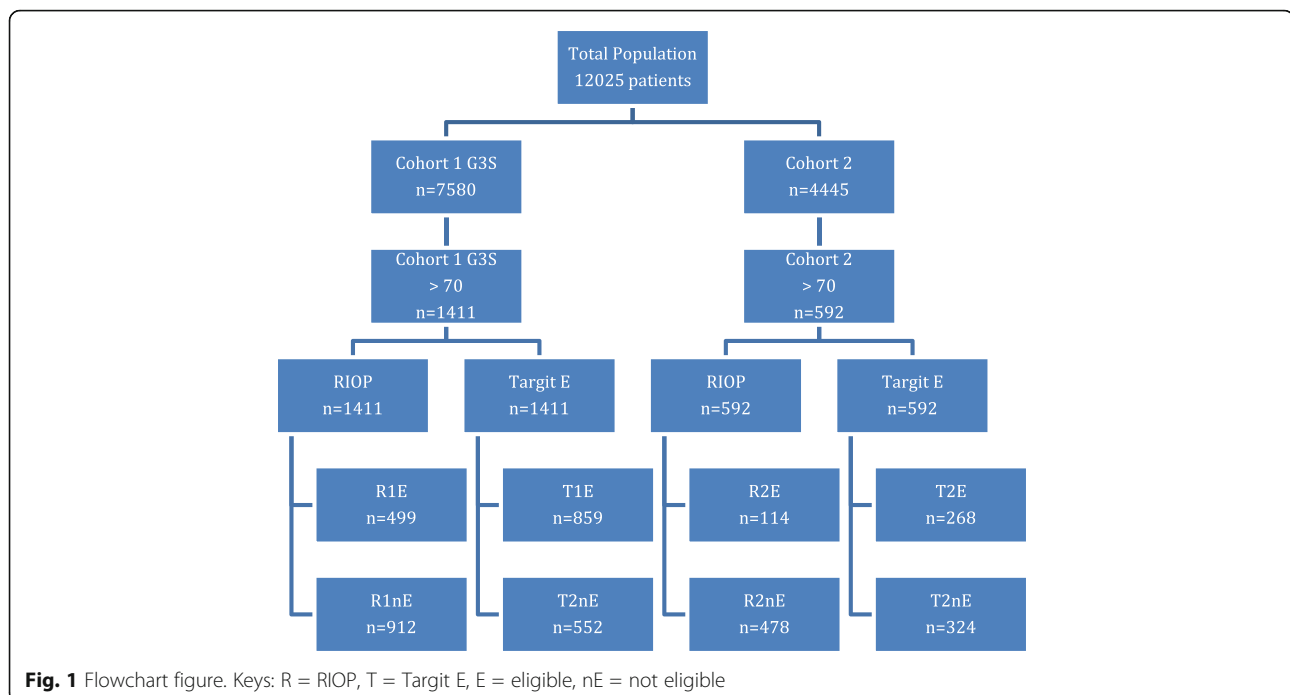 Total Population
12025 patients
Cohort 1 G3S
n=7580
Cohort 2
n=4445
Cohort 1 G3S
> 70
n=1411
Cohort 2
> 70
n=592
RIOP
n=1411
Targit E
n=1411
RIOP
n=592
Targit E
n=592
R1E
n=499
T1E
n=859
R2E
n=114
T2E
n=268
R1nE
n=912
T2nE
n=552
R2nE
n=478
T2nE
n=324
Fig. 1 Flowchart figure. Keys: R = RIOP, T = Targit E, E = eligible, nE = not eligible